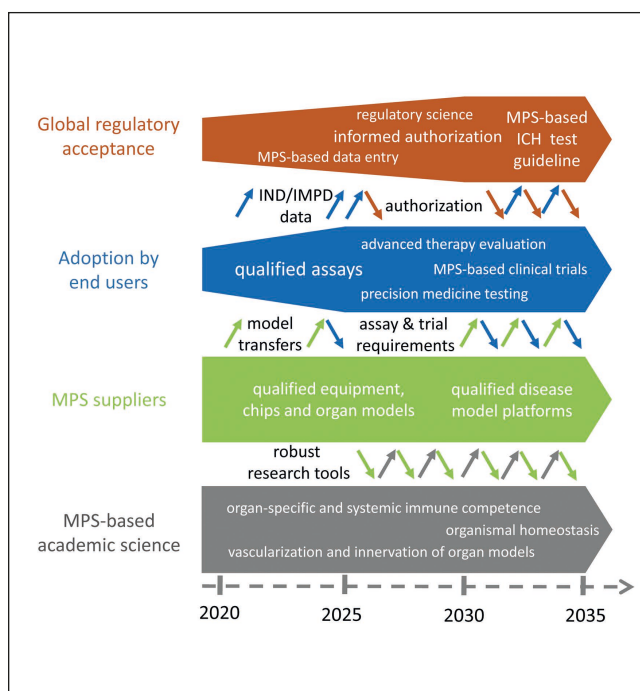 Global regulatory
acceptance
regulatory science
informed authorization
MPS-based data entry
MPS-based
ICH test
guideline
IND/IMPD
data
authorization
Adoption by
end users
qualified assays
advanced therapy evaluation
MPS-based clinical trials
precision medicine testing
model
transfers
assay & trial
requirements
MPS suppliers
qualified equipment,
chips and organ models
qualified disease
model platforms
robust
research tools
MPS-based
academic science
organ-specific and systemic immune competence
organismal homeostasis
vascularization and innervation of organ models
2020 2025 2030 2035